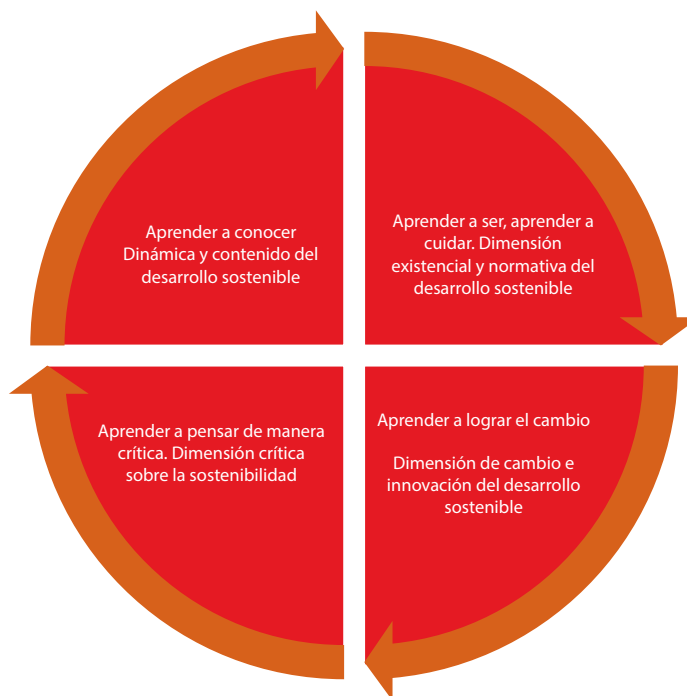 Aprender a conocer
Dinámica y contenido del
desarrollo sostenible
Aprender a ser, aprender a
cuidar. Dimensión
existencial y normativa del
desarrollo sostenible
Aprender a pensar de manera
crítica. Dimensión crítica
sobre la sostenibilidad
Aprender a lograr el cambio
Dimensión de cambio e
innovación del desarrollo
sostenible